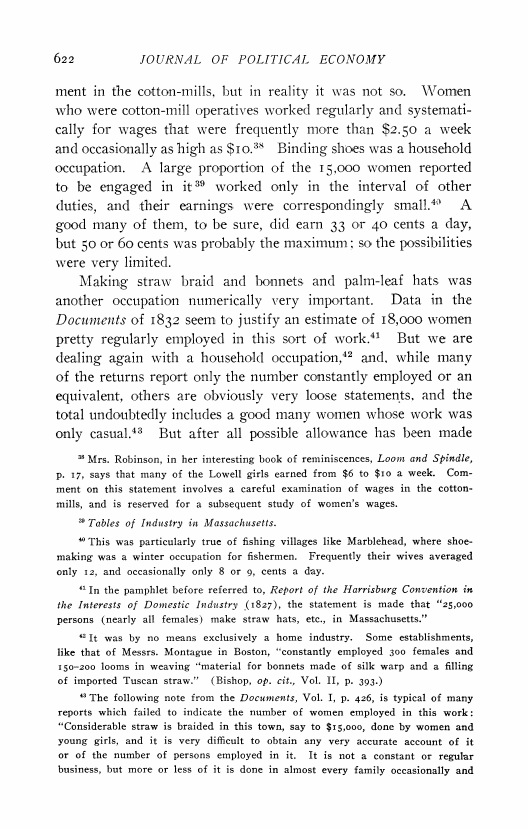 622 JOURNAL OF POLITICAL ECONOMY
ment in the cotton-mills, but in reality it was not so. Women
who were cotton-mill operatives worked regularly and systemati-
cally for wages that were frequently more than $2.50 a week
and occasionally as high as $10.³⁸ Binding shoes was a household
occupation. A large proportion of the 15,000 women reported
to be engaged in it³⁹ worked only in the interval of other
duties, and their earnings were correspondingly small.⁴⁰ A
good many of them, to be sure, did earn 33 or 40 cents a day,
but 50 or 60 cents was probably the maximum; so the possibilities
were very limited.
Making straw braid and bonnets and palm-leaf hats was
another occupation numerically very important. Data in the
Documents of 1832 seem to justify an estimate of 18,000 women
pretty regularly employed in this sort of work.⁴¹ But we are
dealing again with a household occupation,⁴² and, while many
of the returns report only the number constantly employed or an
equivalent, others are obviously very loose statements, and the
total undoubtedly includes a good many women whose work was
only casual.⁴³ But after all possible allowance has been made
³⁸ Mrs. Robinson, in her interesting book of reminiscences, Loom and Spindle,
p. 17, says that many of the Lowell girls earned from $6 to $10 a week. Com-
ment on this statement involves a careful examination of wages in the cotton-
mills, and is reserved for a subsequent study of women's wages.
³⁹ Tables of Industry in Massachusetts.
⁴⁰ This was particularly true of fishing villages like Marblehead, where shoe-
making was a winter occupation for fishermen. Frequently their wives averaged
only 12, and occasionally only 8 or 9, cents a day.
⁴¹ In the pamphlet before referred to, Report of the Harrisburg Convention in
the Interests of Domestic Industry (1827), the statement is made that "25,000
persons (nearly all females) make straw hats, etc., in Massachusetts."
⁴² It was by no means exclusively a home industry. Some establishments,
like that of Messrs. Montague in Boston, "constantly employed 300 females and
150-200 looms in weaving "material for bonnets made of silk warp and a filling
of imported Tuscan straw." (Bishop, op. cit., Vol. II, p. 393.)
⁴³ The following note from the Documents, Vol. I, p. 426, is typical of many
reports which failed to indicate the number of women employed in this work:
"Considerable straw is braided in this town, say to $15,000, done by women and
young girls, and it is very difficult to obtain any very accurate account of it
or of the number of persons employed in it. It is not a constant or regular
business, but more or less of it is done in almost every family occasionally and